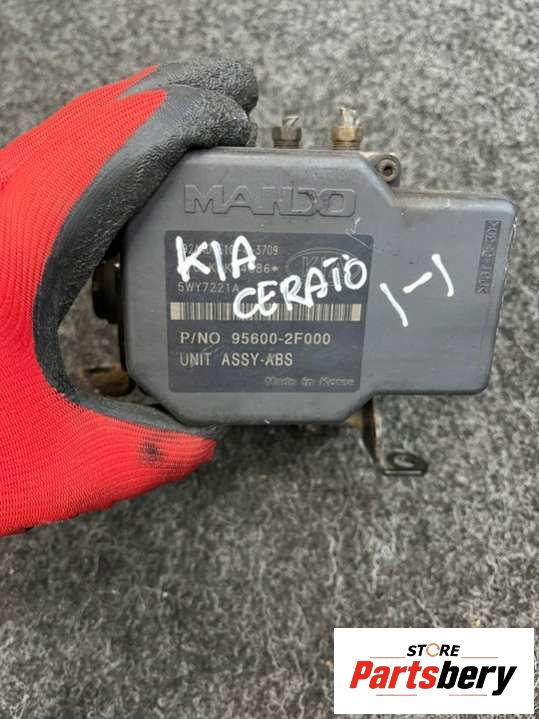 MANDO
KIA
CERATO
1-1
5WY7221A
P/NO 95600-2F000
UNIT ASSY-ABS
Made in Korea
STORE
Partsbery